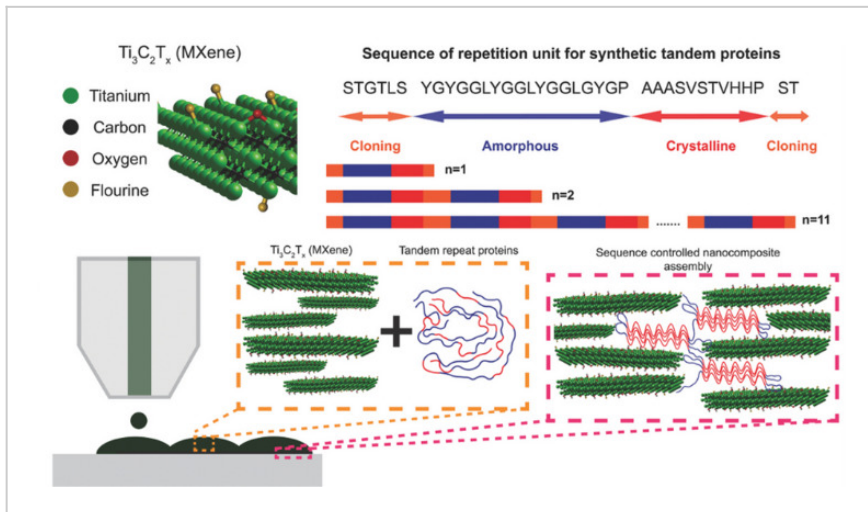 Ti3C2Tx (MXene)
Titanium
Carbon
Oxygen
Flourine
Sequence of repetition unit for synthetic tandem proteins
STGTLS YGYGGLYGGLYGGLGYGP AAASVSTVHHP ST
Cloning Amorphous Crystalline Cloning
n=1
n=2
....... n=11
Ti3C2Tx (MXene)
Tandem repeat proteins
+
Sequence controlled nanocomposite
assembly